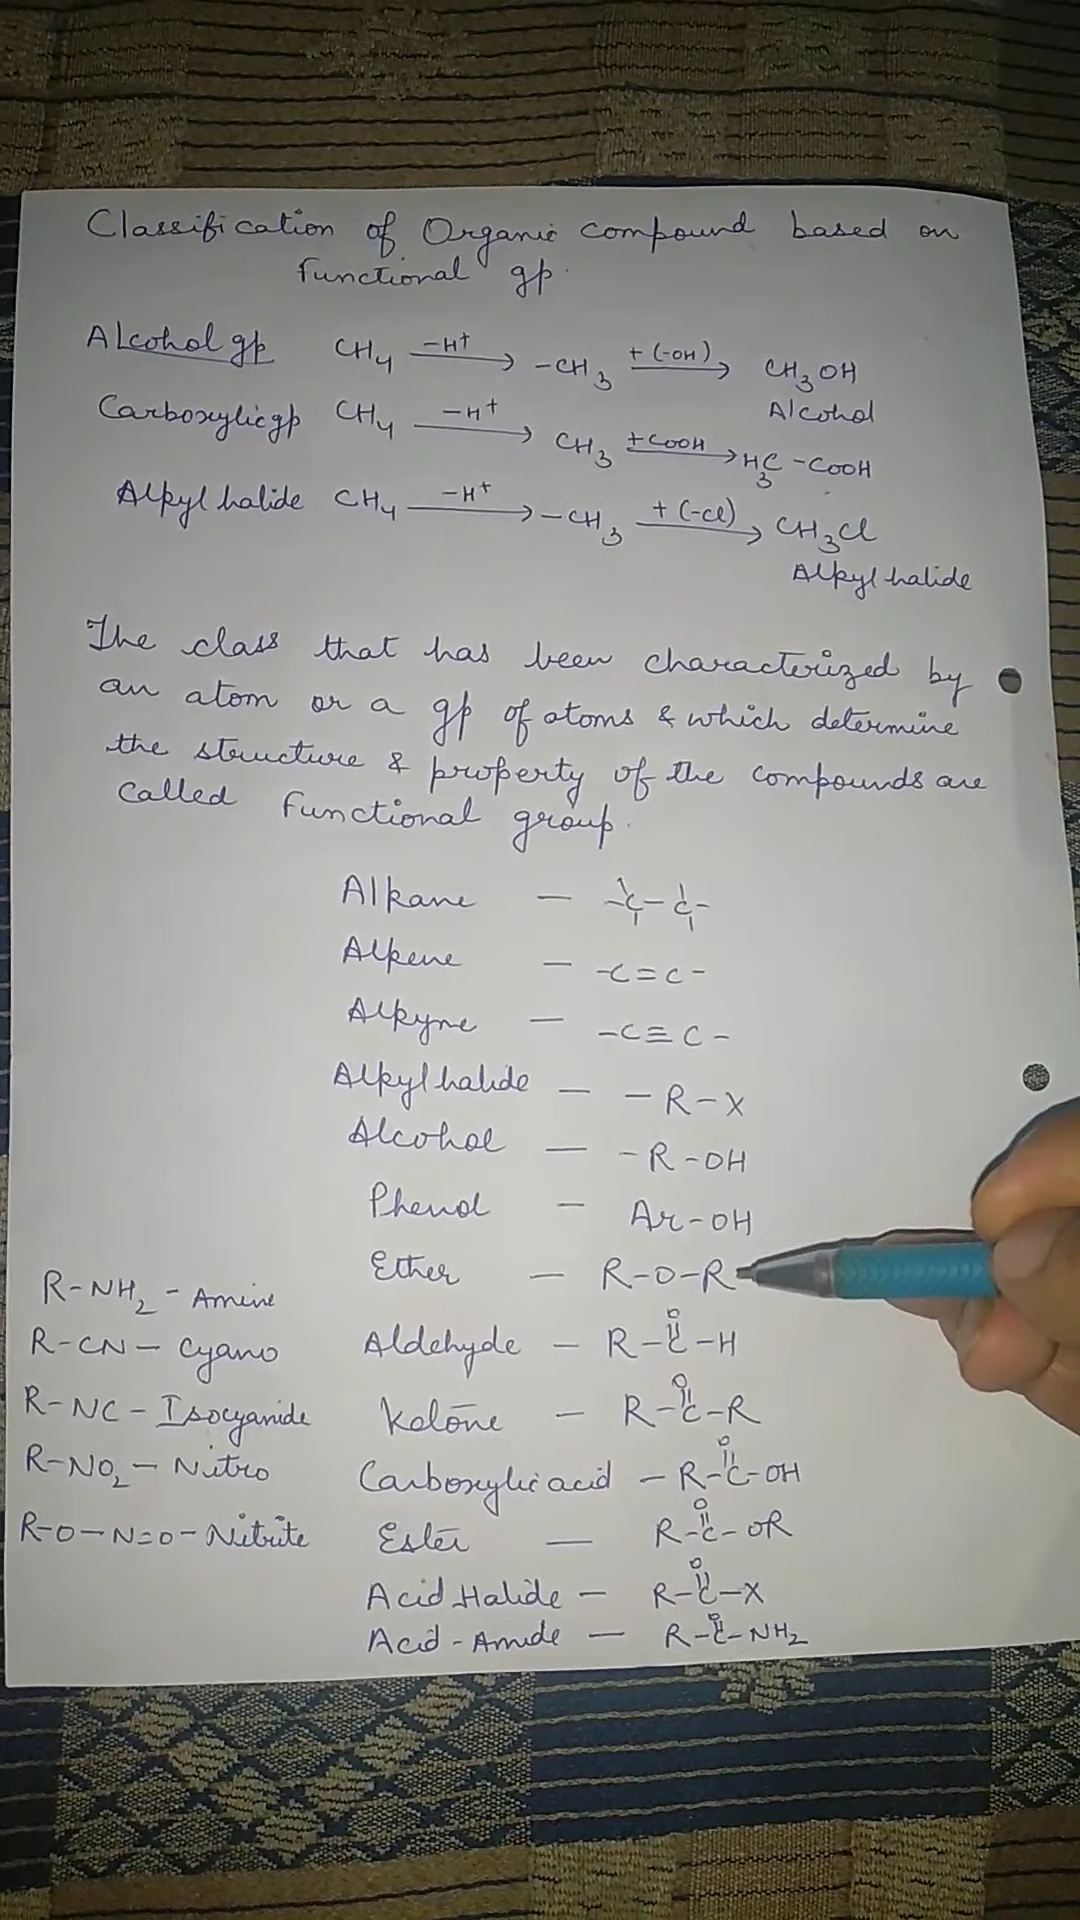 Classification of Organic compound based on
functional gp.
Alcohol gp CH4 —-H+→ -CH3 —+(-OH)→ CH3OH
Alcohol
Carboxylic gp CH4 —-H+→ CH3 —+COOH→ H3C-COOH
Alkyl halide CH4 —-H+→ -CH3 —+(-Cl)→ CH3Cl
Alkyl halide
The class that has been characterized by
an atom or a gp of atoms & which determine
the structure & property of the compounds are
called functional group.
Alkane — -C-C-
Alkene — -C=C-
Alkyne — -C≡C-
Alkyl halide — -R-X
Alcohol — -R-OH
Phenol — Ar-OH
Ether — R-O-R
Aldehyde — R-C(=O)-H
Ketone — R-C(=O)-R
Carboxylic acid — R-C(=O)-OH
Ester — R-C(=O)-OR
Acid Halide — R-C(=O)-X
Acid-Amide — R-C(=O)-NH2
R-NH2 - Amine
R-CN — Cyano
R-NC - Isocyanide
R-NO2 — Nitro
R-O-N=O - Nitrite